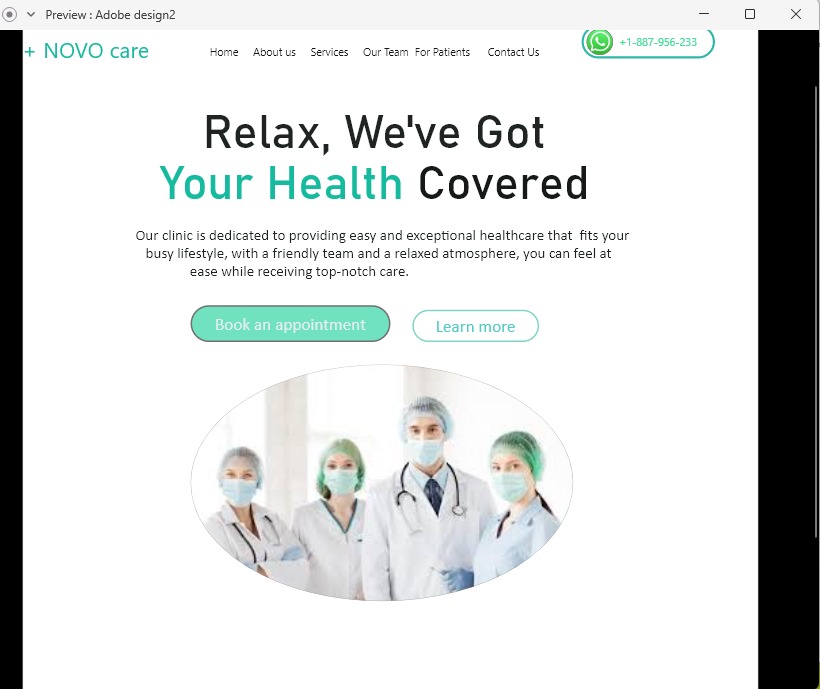 Preview : Adobe design2
+ NOVO care
Home About us Services Our Team For Patients Contact Us
+1-887-956-233
Relax, We've Got
Your Health Covered
Our clinic is dedicated to providing easy and exceptional healthcare that fits your
busy lifestyle, with a friendly team and a relaxed atmosphere, you can feel at
ease while receiving top-notch care.
Book an appointment
Learn more